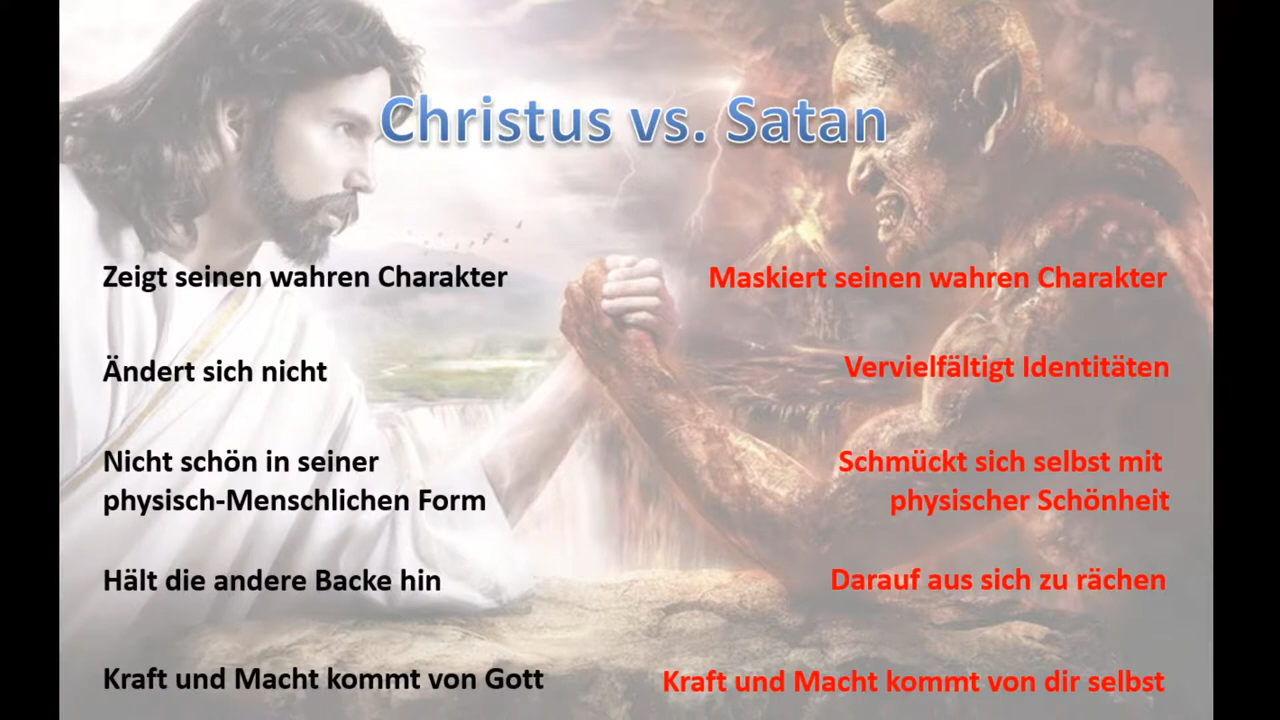 Christus vs. Satan
Zeigt seinen wahren Charakter
Maskiert seinen wahren Charakter
Ändert sich nicht
Vervielfältigt Identitäten
Nicht schön in seiner
physisch-Menschlichen Form
Schmückt sich selbst mit
physischer Schönheit
Hält die andere Backe hin
Darauf aus sich zu rächen
Kraft und Macht kommt von Gott
Kraft und Macht kommt von dir selbst